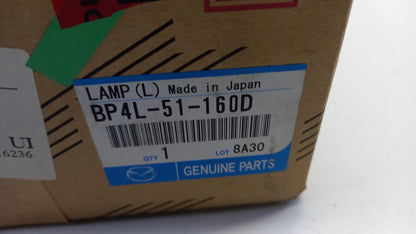 LAMP(L) Made in Japan
BP4L-51-160D
QTY 1 LOT 8A30
GENUINE PARTS
UI
6236